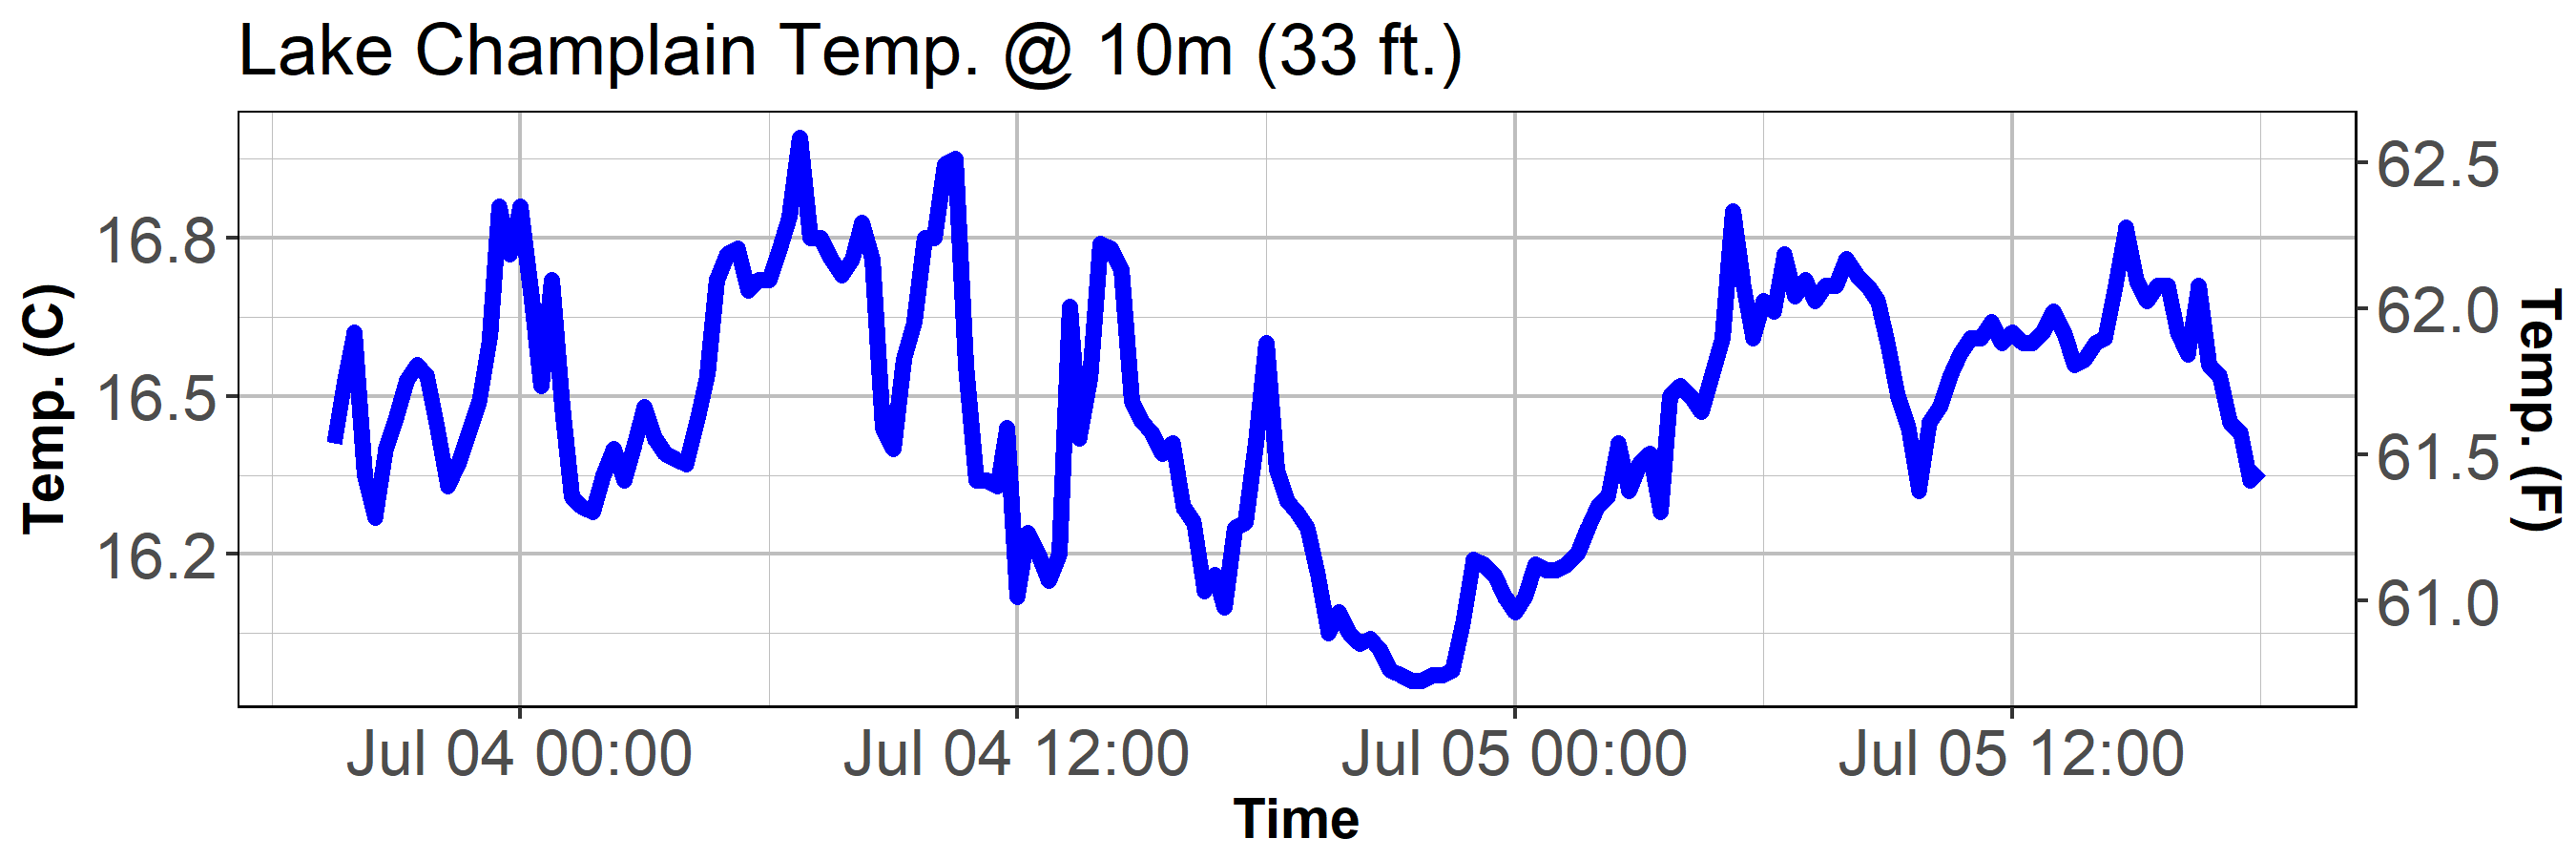 Lake Champlain Temp. @ 10m (33 ft.)
Temp. (C)
16.8
16.5
16.2
62.5
62.0
61.5
61.0
Temp. (F)
Jul 04 00:00
Jul 04 12:00
Jul 05 00:00
Jul 05 12:00
Time